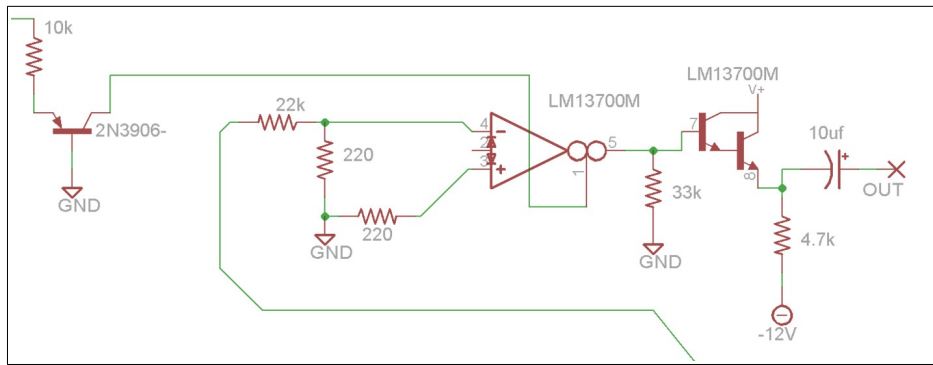 10k
2N3906-
GND
22k
220
220
GND
4
2
3
1
5
LM13700M
33k
GND
LM13700M
V+
7
8
10uf
+
OUT
4.7k
-12V